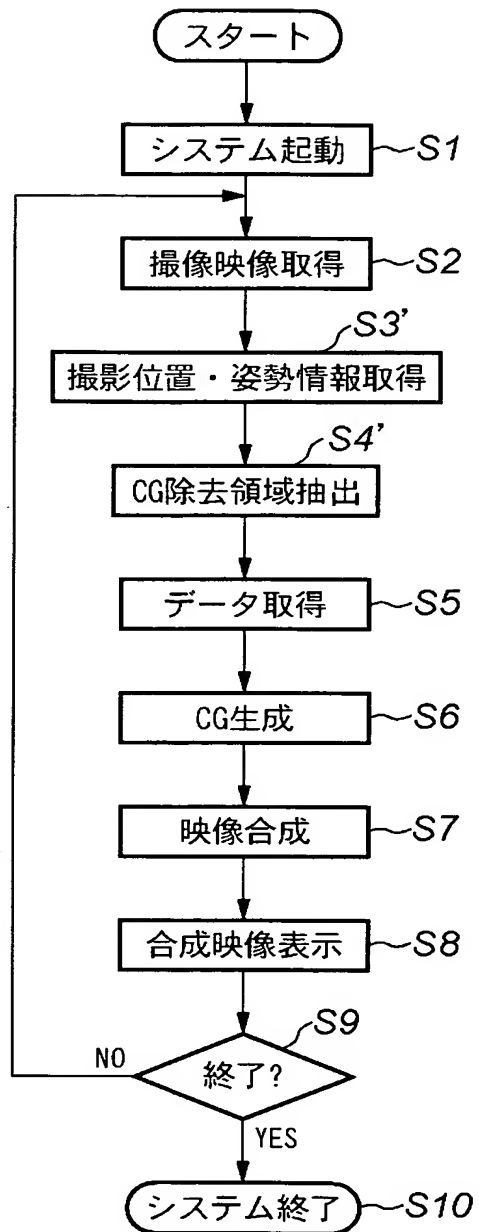 スタート
システム起動 S1
撮像映像取得 S2
S3'
撮影位置・姿勢情報取得
S4'
CG除去領域抽出
データ取得 S5
CG生成 S6
映像合成 S7
合成映像表示 S8
S9
NO 終了?
YES
システム終了 S10